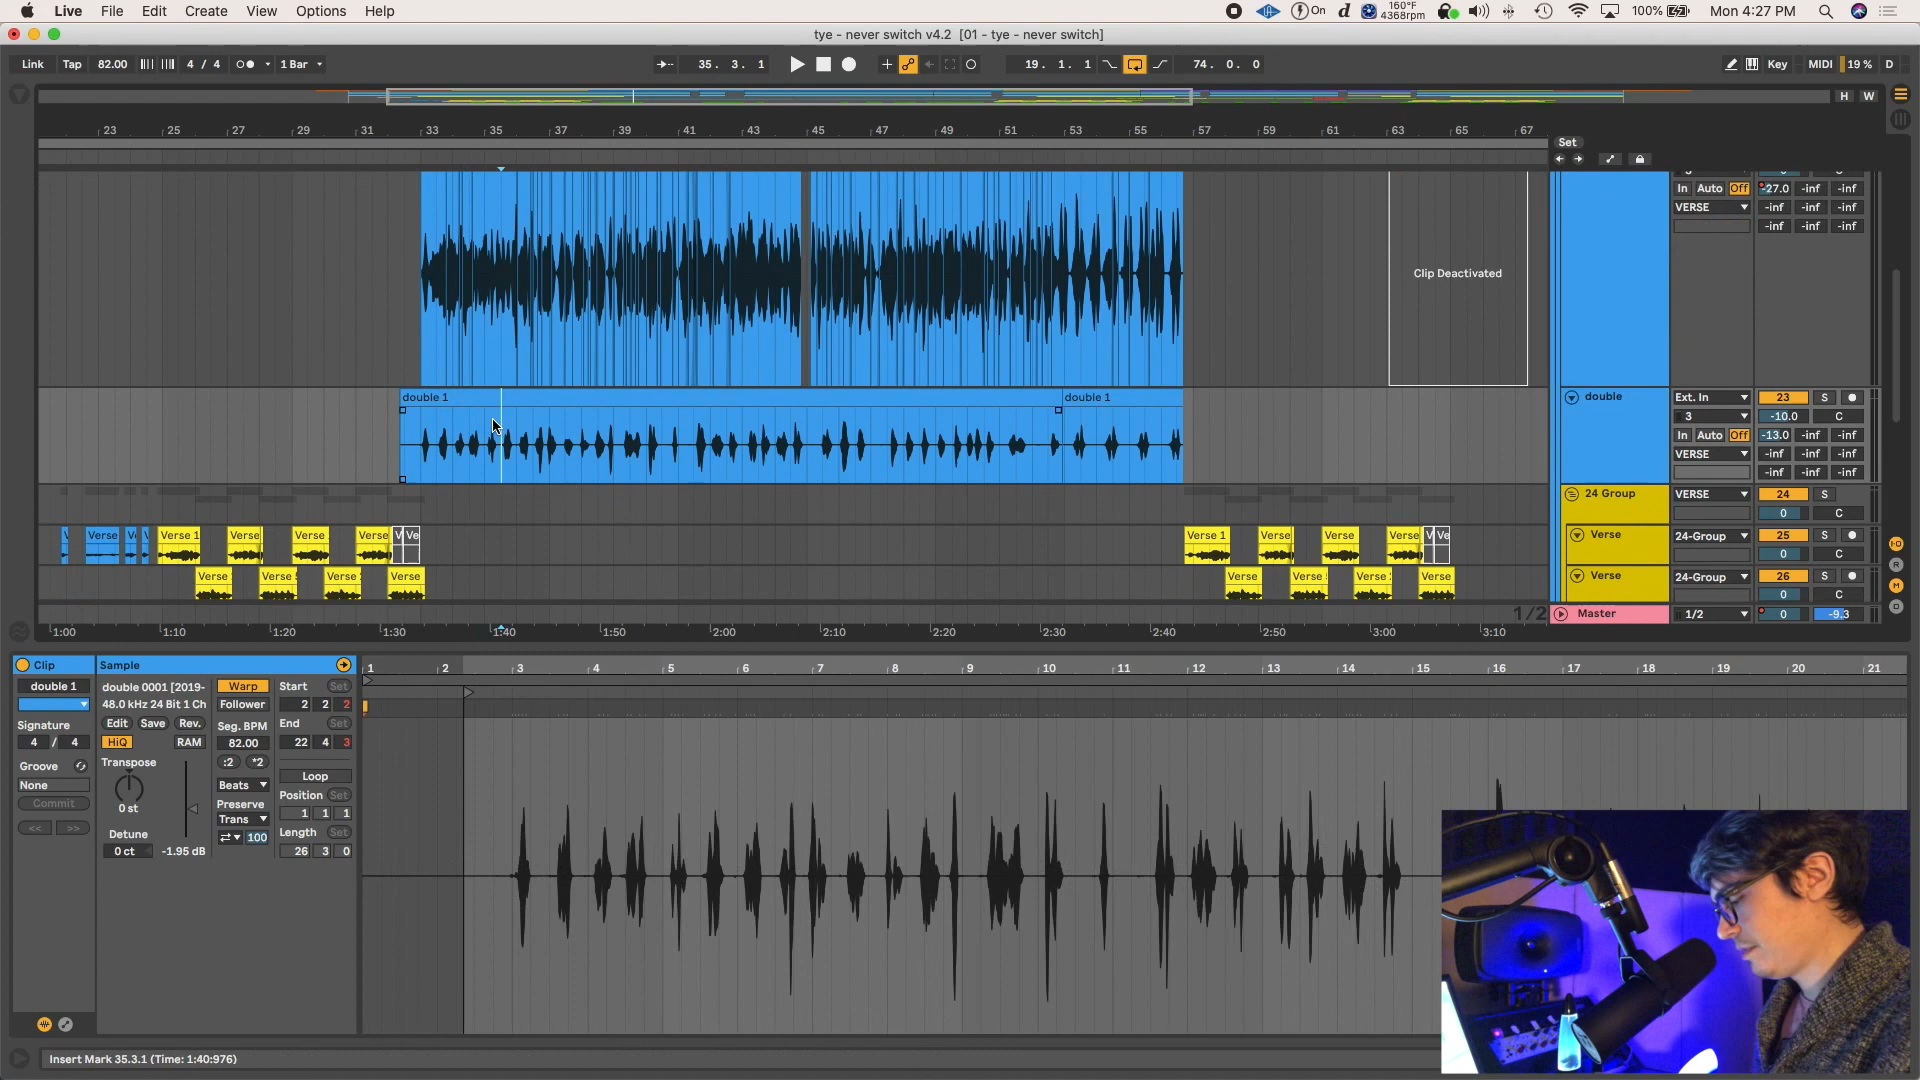 Live File Edit Create View Options Help
On d 160°F 4368rpm 100% Mon 4:27 PM
tye - never switch v4.2 [01 - tye - never switch]
Link Tap 82.00 4 / 4 1 Bar 35. 3. 1 19. 1. 1 74. 0. 0 Key MIDI 19 % D
H W
23 25 27 29 31 33 35 37 39 41 43 45 47 49 51 53 55 57 59 61 63 65 67
Set
In Auto Off -27.0 -inf -inf
VERSE -inf -inf -inf
-inf -inf -inf
Clip Deactivated
double 1 double 1
double Ext. In 23 S
3 -10.0 C
In Auto Off -13.0 -inf -inf
VERSE -inf -inf -inf
-inf -inf -inf
24 Group VERSE 24 S
0 C
Verse Verse 1 Verse Verse Verse Ve Verse 1 Verse Verse Verse Ve
Verse 24-Group 25 S
0 C
Verse Verse Verse Verse Verse Verse Verse Verse
Verse 24-Group 26 S
0 C
1/2 Master 1/2 0 -9.3
1:00 1:10 1:20 1:30 1:40 1:50 2:00 2:10 2:20 2:30 2:40 2:50 3:00 3:10
Clip Sample
1 2 3 4 5 6 7 8 9 10 11 12 13 14 15 16 17 18 19 20 21
double 1 double 0001 [2019- Warp Start Set
48.0 kHz 24 Bit 1 Ch Follower 2 2 2
Signature Edit Save Rev. Seg. BPM End Set
4 / 4 HiQ RAM 82.00 22 4 3
Groove Transpose :2 *2
Loop
None 0 st Beats Position Set
Commit Preserve 1 1 1
<< >> Trans Length Set
Detune 100
0 ct -1.95 dB 26 3 0
Insert Mark 35.3.1 (Time: 1:40:976)